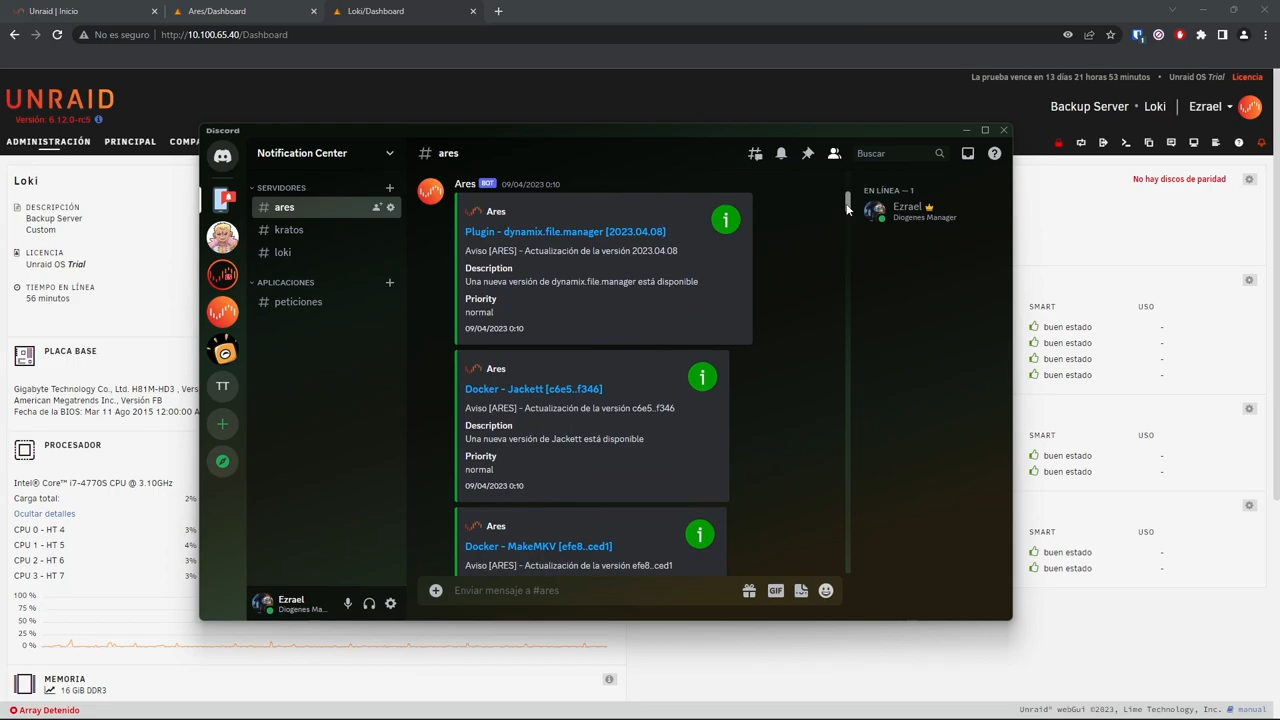 Unraid | Inicio
Ares/Dashboard
Loki/Dashboard
No es seguro
http://10.100.65.40/Dashboard
La prueba vence en 13 días 21 horas 53 minutos • Unraid OS Trial Licencia
UNRAID
Versión: 6.12.0-rc5
Backup Server • Loki
Ezrael
ADMINISTRACIÓN
PRINCIPAL
COMPA
Loki
DESCRIPCIÓN
Backup Server
Custom
LICENCIA
Unraid OS Trial
TIEMPO EN LÍNEA
56 minutos
PLACA BASE
Gigabyte Technology Co., Ltd. H81M-HD3 , Vers
American Megatrends Inc., Versión FB
Fecha de la BIOS: Mar 11 Ago 2015 12:00:00 A
PROCESADOR
Intel® Core™ i7-4770S CPU @ 3.10GHz
Carga total:
2%
Ocultar detalles
CPU 0 - HT 4
3%
CPU 1 - HT 5
4%
CPU 2 - HT 6
3%
CPU 3 - HT 7
3%
100 %
75 %
50 %
25 %
0 %
MEMORIA
16 GiB DDR3
Array Detenido
Discord
Notification Center
SERVIDORES
ares
kratos
loki
APLICACIONES
peticiones
TT
Ezrael
Diogenes Ma...
ares
Buscar
Ares BOT 09/04/2023 0:10
Ares
Plugin - dynamix.file.manager [2023.04.08]
Aviso [ARES] - Actualización de la versión 2023.04.08
Description
Una nueva versión de dynamix.file.manager está disponible
Priority
normal
09/04/2023 0:10
Ares
Docker - Jackett [c6e5..f346]
Aviso [ARES] - Actualización de la versión c6e5..f346
Description
Una nueva versión de Jackett está disponible
Priority
normal
09/04/2023 0:10
Ares
Docker - MakeMKV [efe8..ced1]
Aviso [ARES] - Actualización de la versión efe8..ced1
Enviar mensaje a #ares
GIF
EN LÍNEA — 1
Ezrael
Diogenes Manager
No hay discos de paridad
SMART
USO
buen estado
-
buen estado
-
buen estado
-
buen estado
-
SMART
USO
buen estado
-
buen estado
-
SMART
USO
buen estado
-
buen estado
-
Unraid® webGui ©2023, Lime Technology, Inc.
manual